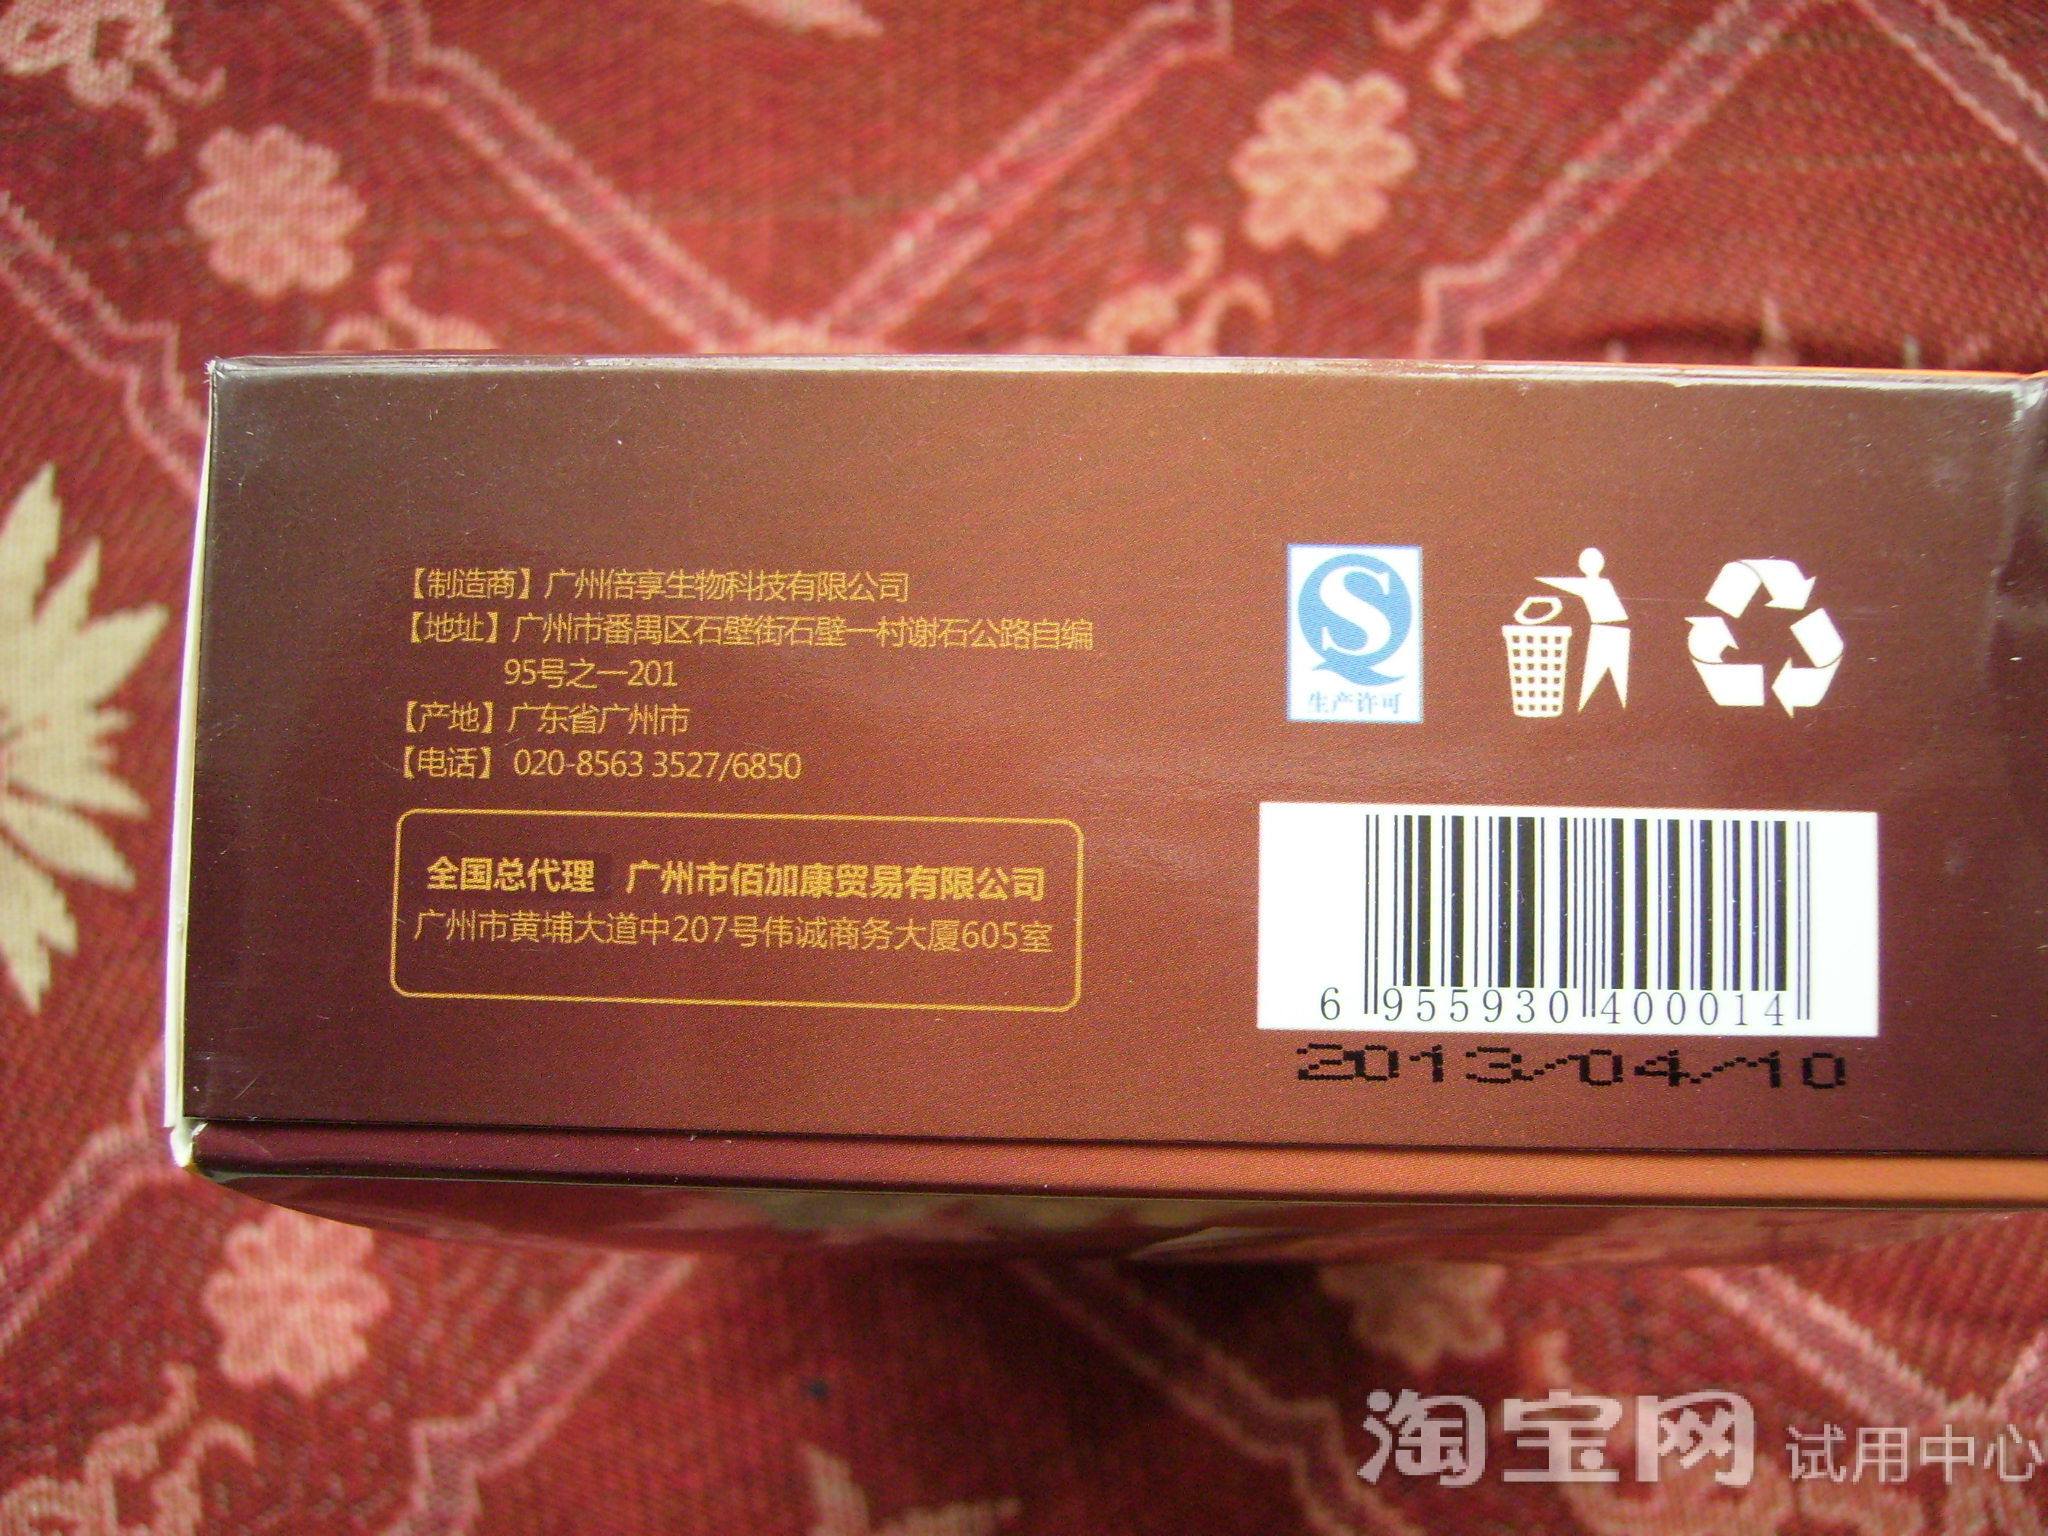 【制造商】广州倍享生物科技有限公司
【地址】广州市番禺区石壁街石壁一村谢石公路自编
95号之一201
【产地】广东省广州市
【电话】020-8563 3527/6850
全国总代理 广州市佰加康贸易有限公司
广州市黄埔大道中207号伟诚商务大厦605室
S
生产许可
6 955930 400014
2013/04/10
淘宝网 试用中心